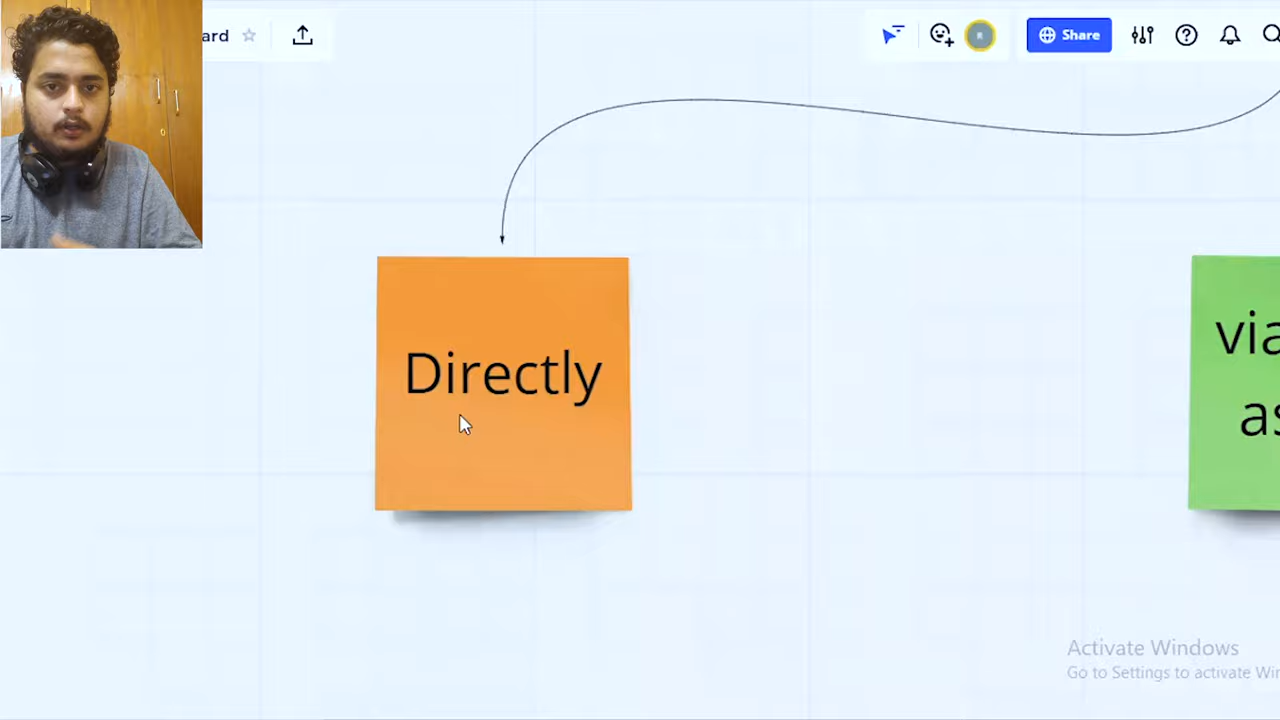 ard
Share
Directly
via
as
Activate Windows
Go to Settings to activate Wi